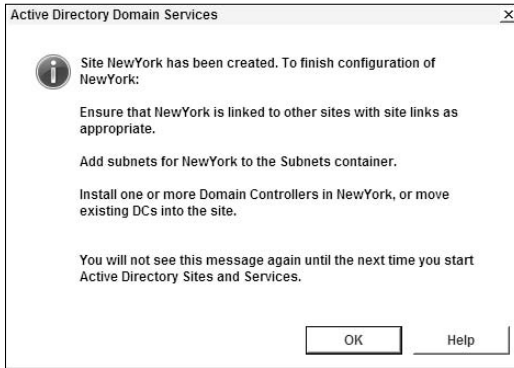 Active Directory Domain Services
Site NewYork has been created. To finish configuration of
NewYork:
Ensure that NewYork is linked to other sites with site links as
appropriate.
Add subnets for NewYork to the Subnets container.
Install one or more Domain Controllers in NewYork, or move
existing DCs into the site.
You will not see this message again until the next time you start
Active Directory Sites and Services.
OK
Help